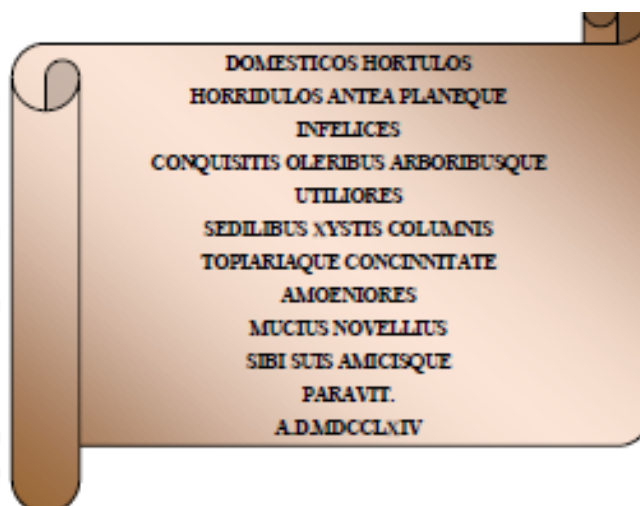 DOMESTICOS HORTULOS
HORRIDULOS ANTEA PLANEQUE
INFELICES
CONQUISITIS OLERIBUS ARBORIBUSQUE
UTILIORES
SEDILIBUS XYSTIS COLUMNIS
TOPIARIAQUE CONCINNITATE
AMOENIORES
MUCIUS NOVELLIUS
SIBI SUIS AMICISQUE
PARAVIT.
A.D.MDCCLXIV